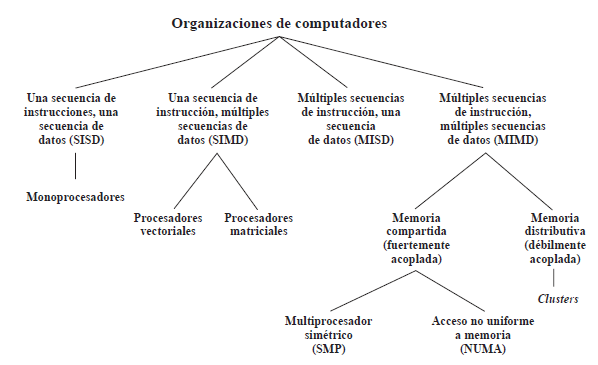 Organizaciones de computadores
Una secuencia de
instrucciones, una
secuencia de
datos (SISD)
Una secuencia de
instrucción, múltiples
secuencias de
datos (SIMD)
Múltiples secuencias
de instrucción, una
secuencia
de datos (MISD)
Múltiples secuencias
de instrucción,
múltiples secuencias
de datos (MIMD)
Monoprocesadores
Procesadores
vectoriales
Procesadores
matriciales
Memoria
compartida
(fuertemente
acoplada)
Memoria
distributiva
(débilmente
acoplada)
Clusters
Multiprocesador
simétrico
(SMP)
Acceso no uniforme
a memoria
(NUMA)